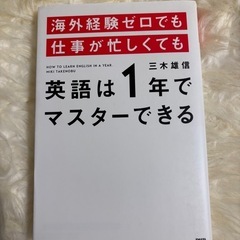 海外経験ゼロでも
仕事が忙しくても
HOW TO LEARN ENGLISH IN A YEAR
MIKI TAKENOBU
三木雄信
英語は1年で
マスターできる
PHP